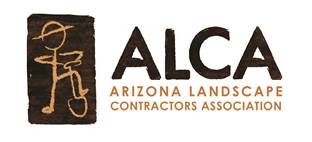 ALCA
ARIZONA LANDSCAPE
CONTRACTORS ASSOCIATION